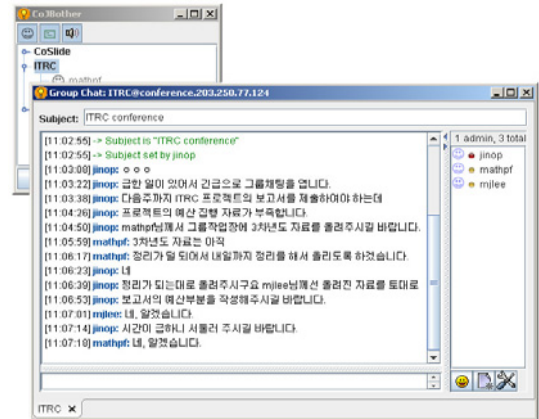 Co3Mother
CoSlide
ITRC
mathpf
Group Chat: ITRC@conference.203.250.77.124
Subject: ITRC conference
[11:02:55] -> Subject is "ITRC conference"
[11:02:55] -> Subject set by jinop
[11:03:00] jinop: ㅇㅇㅇ
[11:03:22] jinop: 급한 일이 있어서 긴급으로 그룹채팅을 엽니다.
[11:03:38] jinop: 다음주까지 ITRC 프로젝트의 보고서를 제출하여야 하는데
[11:04:26] jinop: 프로젝트의 예산 집행 자료가 부족합니다.
[11:04:50] jinop: mathpf님께서 그룹작업장에 3차년도 자료를 올려주시길 바랍니다.
[11:05:59] mathpf: 3차년도 자료는 아직
[11:06:17] mathpf: 정리가 덜 되어서 내일까지 정리를 해서 올리도록 하겠습니다.
[11:06:23] jinop: 네
[11:06:39] jinop: 정리가 되는대로 올려주시구요 mjlee님께선 올려진 자료를 토대로
[11:06:53] jinop: 보고서의 예산부분을 작성해주시길 바랍니다.
[11:07:01] mjlee: 네, 알겠습니다.
[11:07:14] jinop: 시간이 급하니 서둘러 주시길 바랍니다.
[11:07:18] mathpf: 네, 알겠습니다.
1 admin, 3 total
jinop
mathpf
mjlee
ITRC